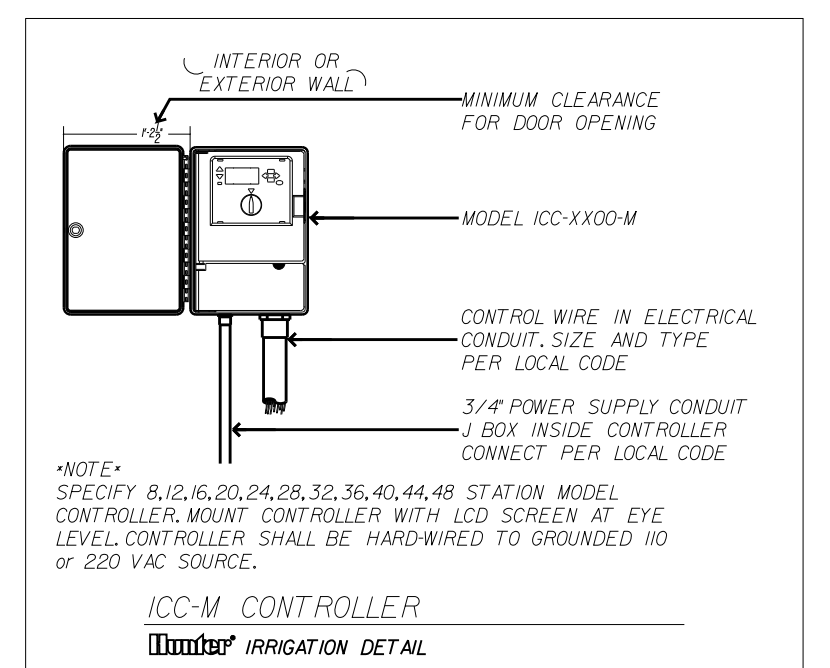 INTERIOR OR
EXTERIOR WALL
MINIMUM CLEARANCE
FOR DOOR OPENING
1'-2½"
MODEL ICC-XX00-M
CONTROL WIRE IN ELECTRICAL
CONDUIT. SIZE AND TYPE
PER LOCAL CODE
3/4" POWER SUPPLY CONDUIT
J BOX INSIDE CONTROLLER
CONNECT PER LOCAL CODE
*NOTE*
SPECIFY 8,12,16,20,24,28,32,36,40,44,48 STATION MODEL
CONTROLLER. MOUNT CONTROLLER WITH LCD SCREEN AT EYE
LEVEL. CONTROLLER SHALL BE HARD-WIRED TO GROUNDED 110
or 220 VAC SOURCE.
ICC-M CONTROLLER
Hunter® IRRIGATION DETAIL